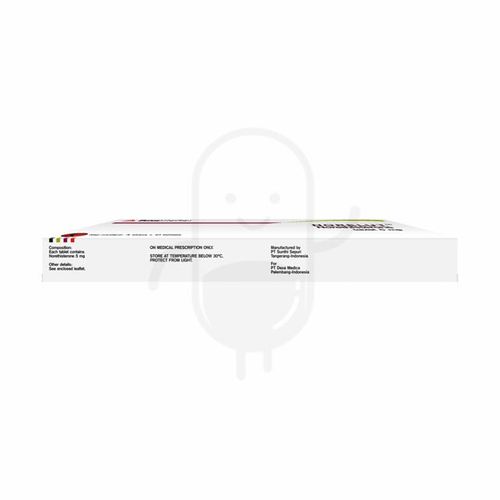 Composition:
Each tablet contains:
Norethisterone 5 mg
Other details:
See enclosed leaflet.
ON MEDICAL PRESCRIPTION ONLY.
STORE AT TEMPERATURE BELOW 30°C,
PROTECT FROM LIGHT.
Manufactured by
PT Sunthi Sepuri
Tangerang-Indonesia
For
PT Dexa Medica
Palembang-Indonesia